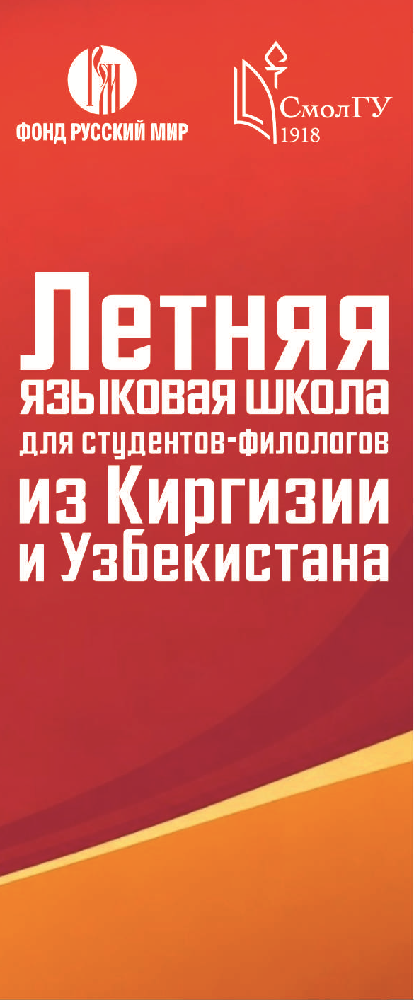 ФОНД РУССКИЙ МИР
СмолГУ
1918
Летняя
языковая школа
для студентов-филологов
из Киргизии
и Узбекистана